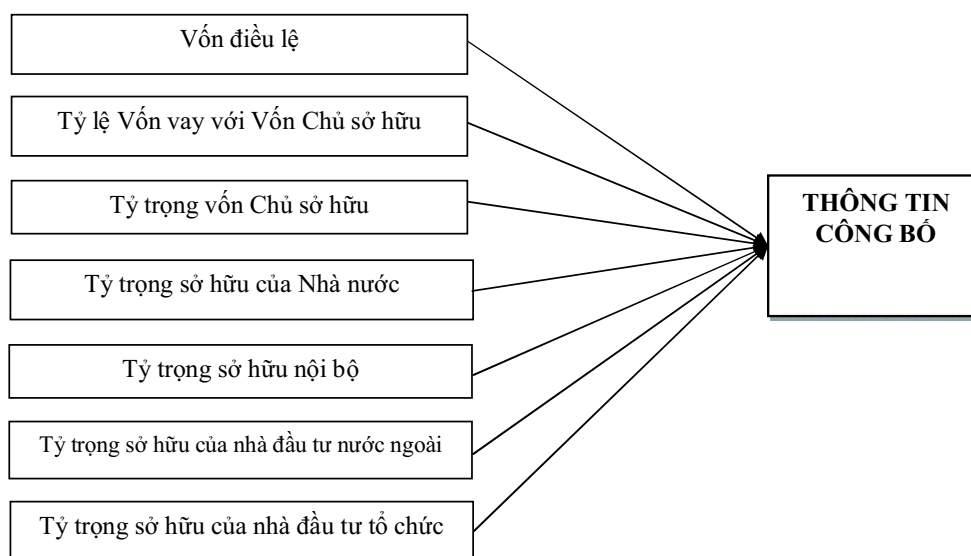 Vốn điều lệ
Tỷ lệ Vốn vay với Vốn Chủ sở hữu
Tỷ trọng vốn Chủ sở hữu
THÔNG TIN
CÔNG BỐ
Tỷ trọng sở hữu của Nhà nước
Tỷ trọng sở hữu nội bộ
Tỷ trọng sở hữu của nhà đầu tư nước ngoài
Tỷ trọng sở hữu của nhà đầu tư tổ chức